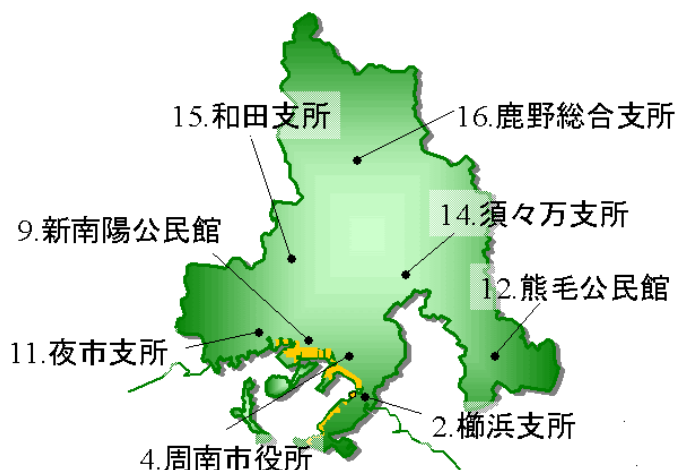 15.和田支所
16.鹿野総合支所
14.須々万支所
9.新南陽公民館
12.熊毛公民館
11.夜市支所
2.櫛浜支所
4.周南市役所